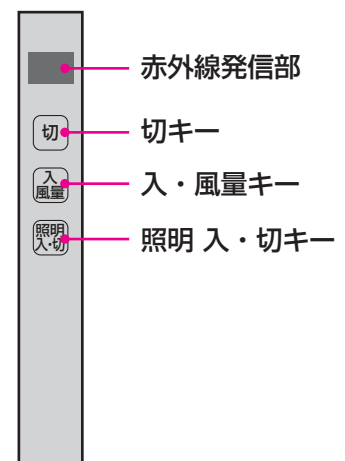 赤外線発信部
切
切キー
入
風量
入・風量キー
照明
入・切
照明 入・切キー